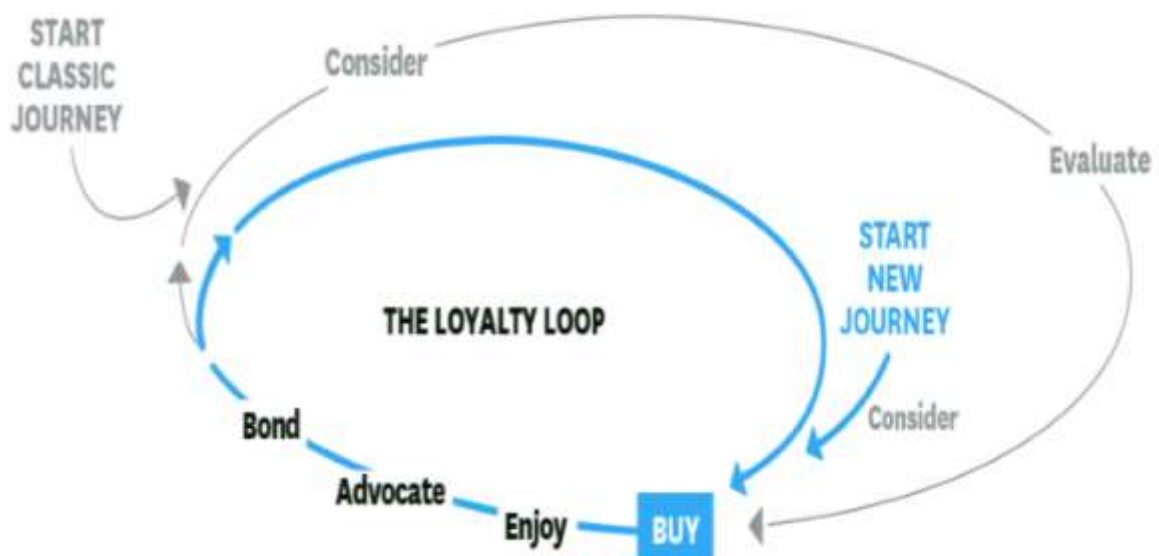 START
CLASSIC
JOURNEY
Consider
Evaluate
START
NEW
JOURNEY
THE LOYALTY LOOP
Consider
Bond
Advocate
Enjoy
BUY